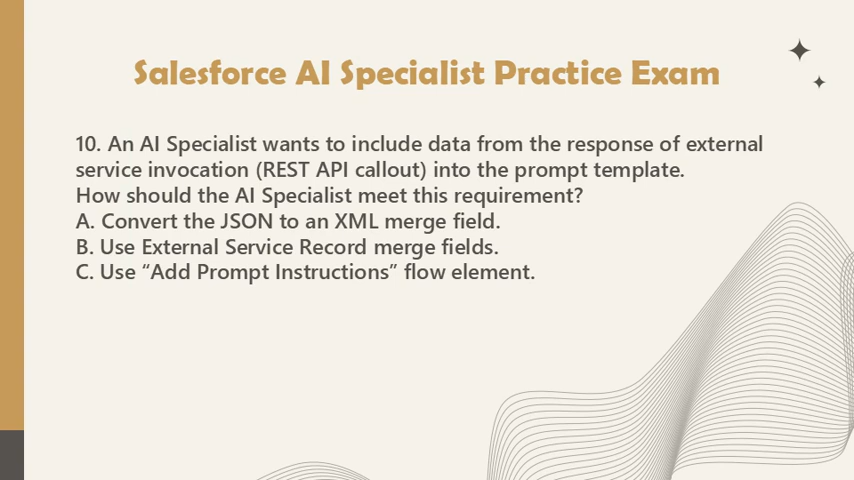 Salesforce AI Specialist Practice Exam
10. An AI Specialist wants to include data from the response of external
service invocation (REST API callout) into the prompt template.
How should the AI Specialist meet this requirement?
A. Convert the JSON to an XML merge field.
B. Use External Service Record merge fields.
C. Use “Add Prompt Instructions” flow element.